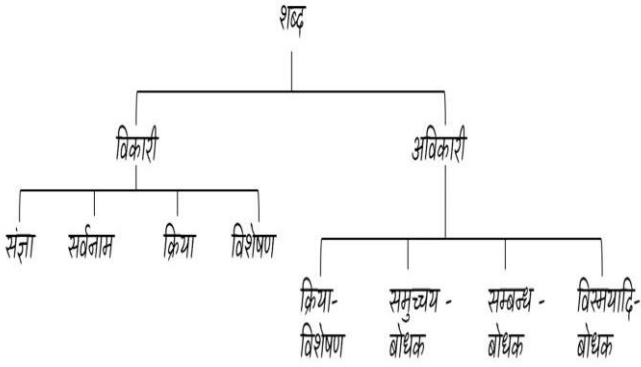 शब्द
विकारी अविकारी
संज्ञा सर्वनाम क्रिया विशेषण
क्रिया- समुच्चय - सम्बन्ध - विस्मयादि-
विशेषण बोधक बोधक बोधक